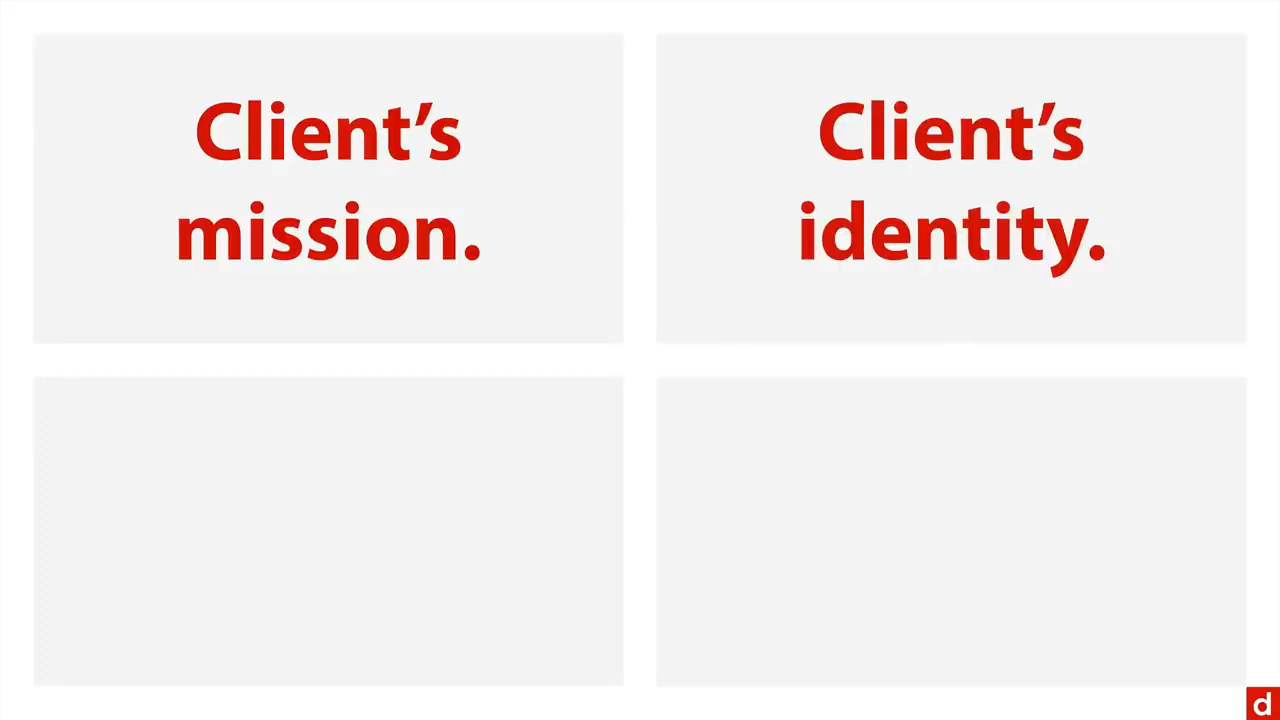 Client’s
mission.
Client’s
identity.
d